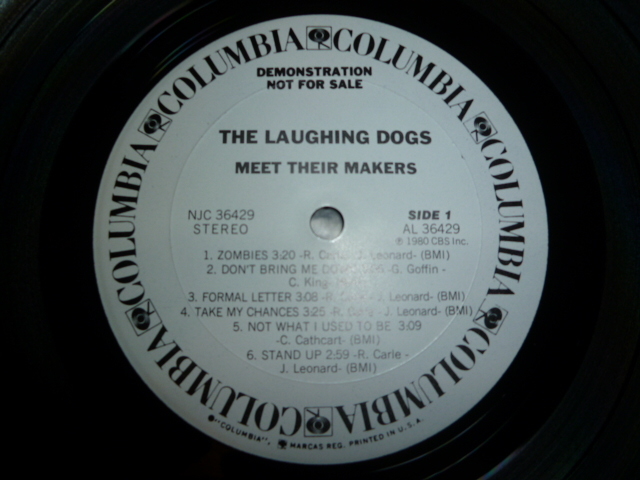 COLUMBIA COLUMBIA COLUMBIA COLUMBIA COLUMBIA COLUMBIA COLUMBIA COLUMBIA
DEMONSTRATION
NOT FOR SALE
THE LAUGHING DOGS
MEET THEIR MAKERS
NJC 36429
STEREO
SIDE 1
AL 36429
℗ 1980 CBS Inc.
1. ZOMBIES 3:20 -R. J. Leonard- (BMI)
2. DON'T BRING ME -G. Goffin -
C. King-
3. FORMAL LETTER 3:08 -R. - J. Leonard- (BMI)
4. TAKE MY CHANCES 3:25 -R. - J. Leonard- (BMI)
5. NOT WHAT I USED TO BE 3:09
-C. Cathcart- (BMI)
6. STAND UP 2:59 -R. Carle -
J. Leonard- (BMI)
"COLUMBIA", MARCAS REG. PRINTED IN U.S.A.